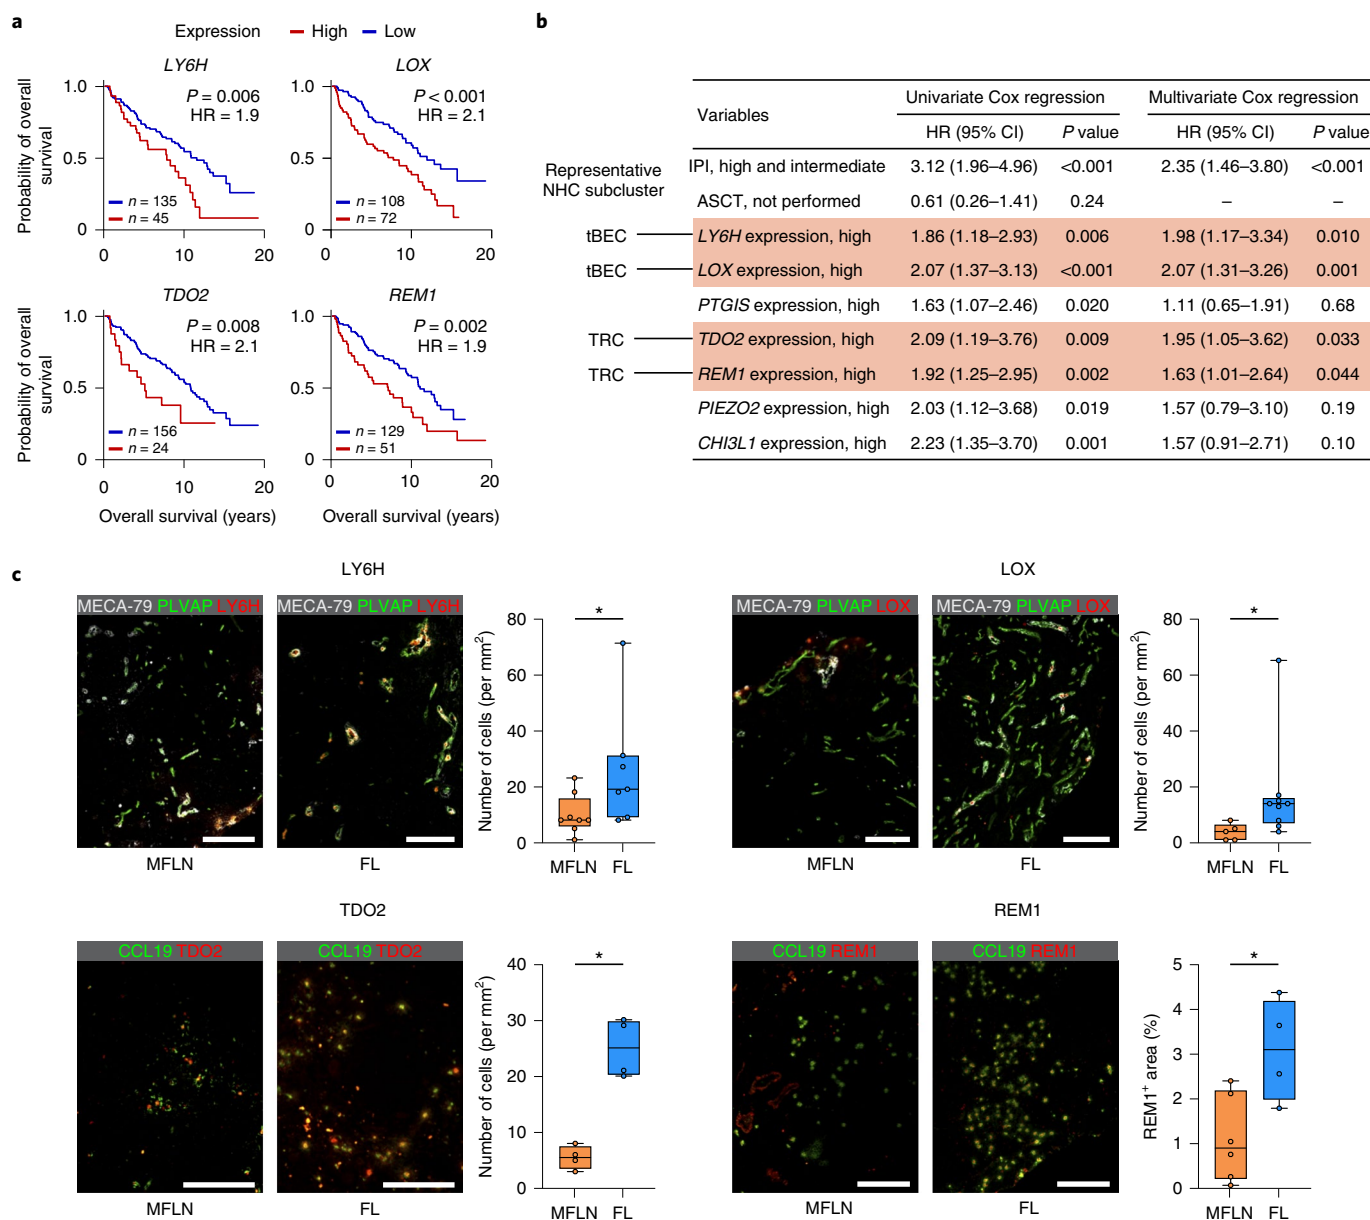 a
Expression High Low
LY6H
P = 0.006
HR = 1.9
n = 135
n = 45
LOX
P < 0.001
HR = 2.1
n = 108
n = 72
Probability of overall
survival
1.0
0.5
0
0 10 20
1.0
0.5
0
0 10 20
TDO2
P = 0.008
HR = 2.1
n = 156
n = 24
REM1
P = 0.002
HR = 1.9
n = 129
n = 51
Probability of overall
survival
1.0
0.5
0
0 10 20
1.0
0.5
0
0 10 20
Overall survival (years) Overall survival (years)
b
Variables Univariate Cox regression Multivariate Cox regression
HR (95% CI) P value HR (95% CI) P value
Representative
NHC subcluster
IPI, high and intermediate 3.12 (1.96–4.96) <0.001 2.35 (1.46–3.80) <0.001
ASCT, not performed 0.61 (0.26–1.41) 0.24 – –
tBEC LY6H expression, high 1.86 (1.18–2.93) 0.006 1.98 (1.17–3.34) 0.010
tBEC LOX expression, high 2.07 (1.37–3.13) <0.001 2.07 (1.31–3.26) 0.001
PTGIS expression, high 1.63 (1.07–2.46) 0.020 1.11 (0.65–1.91) 0.68
TRC TDO2 expression, high 2.09 (1.19–3.76) 0.009 1.95 (1.05–3.62) 0.033
TRC REM1 expression, high 1.92 (1.25–2.95) 0.002 1.63 (1.01–2.64) 0.044
PIEZO2 expression, high 2.03 (1.12–3.68) 0.019 1.57 (0.79–3.10) 0.19
CHI3L1 expression, high 2.23 (1.35–3.70) 0.001 1.57 (0.91–2.71) 0.10
c
LY6H
MECA-79 PLVAP LY6H
MECA-79 PLVAP LY6H
MFLN
FL
Number of cells (per mm²)
80
60
40
20
0
*
MFLN FL
LOX
MECA-79 PLVAP LOX
MECA-79 PLVAP LOX
MFLN
FL
Number of cells (per mm²)
80
60
40
20
0
*
MFLN FL
TDO2
CCL19 TDO2
CCL19 TDO2
MFLN
FL
Number of cells (per mm²)
40
30
20
10
0
*
MFLN FL
REM1
CCL19 REM1
CCL19 REM1
MFLN
FL
REM1⁺ area (%)
5
4
3
2
1
0
*
MFLN FL